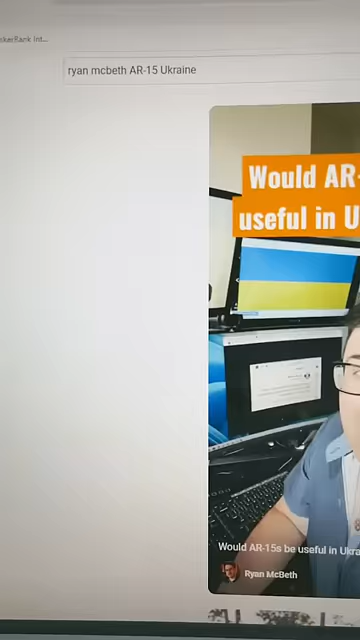 ryan mcbeth AR-15 Ukraine
Would AR-
useful in U
Would AR-15s be useful in Ukra
Ryan McBeth